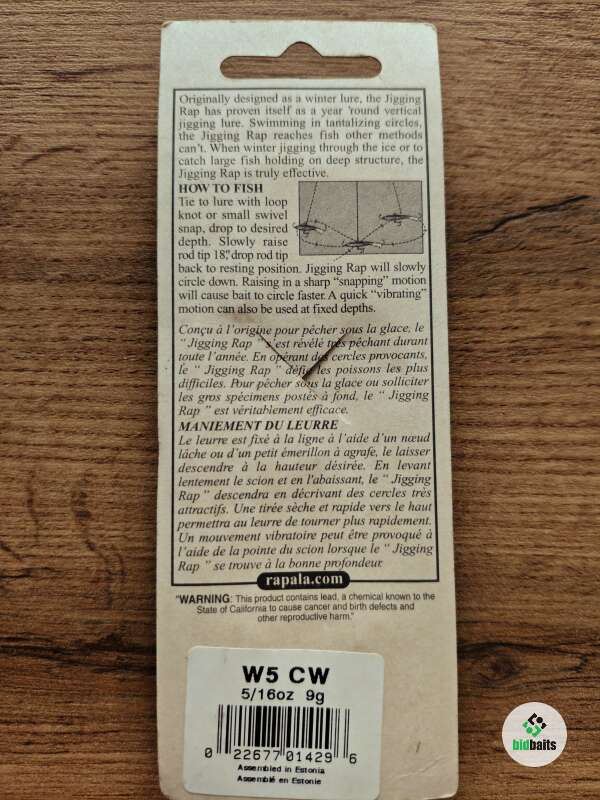 Originally designed as a winter lure, the Jigging
Rap has proven itself as a year 'round vertical
jigging lure. Swimming in tantalizing circles,
the Jigging Rap reaches fish other methods
can't. When winter jigging through the ice or to
catch large fish holding on deep structure, the
Jigging Rap is truly effective.
HOW TO FISH
Tie to lure with loop
knot or small swivel
snap, drop to desired
depth. Slowly raise
rod tip 18", drop rod tip
back to resting position. Jigging Rap will slowly
circle down. Raising in a sharp "snapping" motion
will cause bait to circle faster. A quick "vibrating"
motion can also be used at fixed depths.
Conçu à l'origine pour pêcher sous la glace, le
" Jigging Rap " s'est révélé très pêchant durant
toute l'année. En opérant des cercles provocants,
le " Jigging Rap " défie les poissons les plus
difficiles. Pour pêcher sous la glace ou solliciter
les gros spécimens postés à fond, le " Jigging
Rap " est véritablement efficace.
MANIEMENT DU LEURRE
Le leurre est fixé à la ligne à l'aide d'un nœud
lâche ou d'un petit émerillon à agrafe, le laisser
descendre à la hauteur désirée. En levant
lentement le scion et en l'abaissant, le " Jigging
Rap " descendra en décrivant des cercles très
attractifs. Une tirée sèche et rapide vers le haut
permettra au leurre de tourner plus rapidement.
Un mouvement vibratoire peut être provoqué à
l'aide de la pointe du scion lorsque le " Jigging
Rap " se trouve à la bonne profondeur.
rapala.com
"WARNING: This product contains lead, a chemical known to the
State of California to cause cancer and birth defects and
other reproductive harm."
W5 CW
5/16oz 9g
0 22677 01429 6
Assembled in Estonia
Assemblé en Estonie
bidbaits